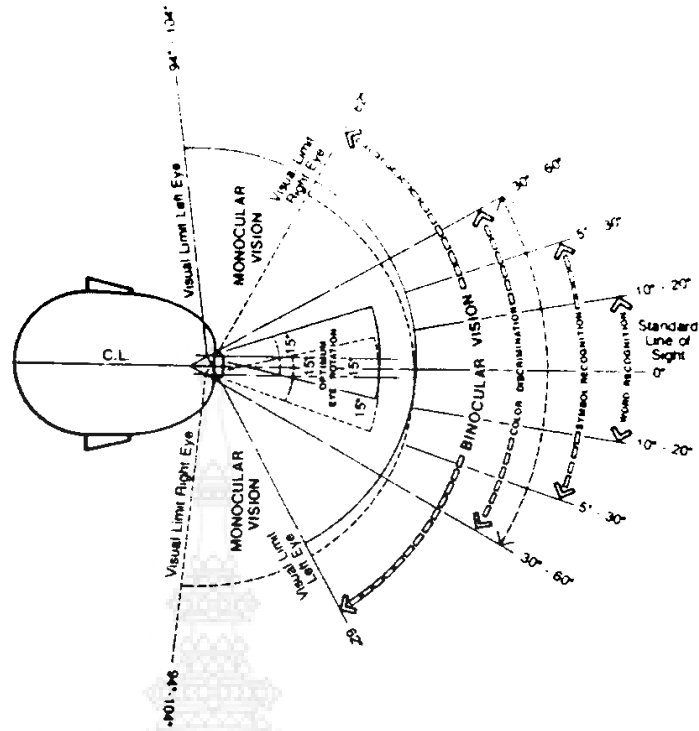 94° - 104°
Visual Limit Left Eye
MONOCULAR
VISION
Visual Limit
Right Eye
62°
C.L.
15°
15°
15°
15°
OPTIMUM
EYE ROTATION
Visual Limit Right Eye
94° - 104°
MONOCULAR
VISION
Visual Limit
Left Eye
62°
BINOCULAR VISION
COLOR DISCRIMINATION
SYMBOL RECOGNITION
WORD RECOGNITION
30° - 60°
5° - 30°
10° - 20°
Standard
Line of
Sight
0°
10° - 20°
5° - 30°
30° - 60°